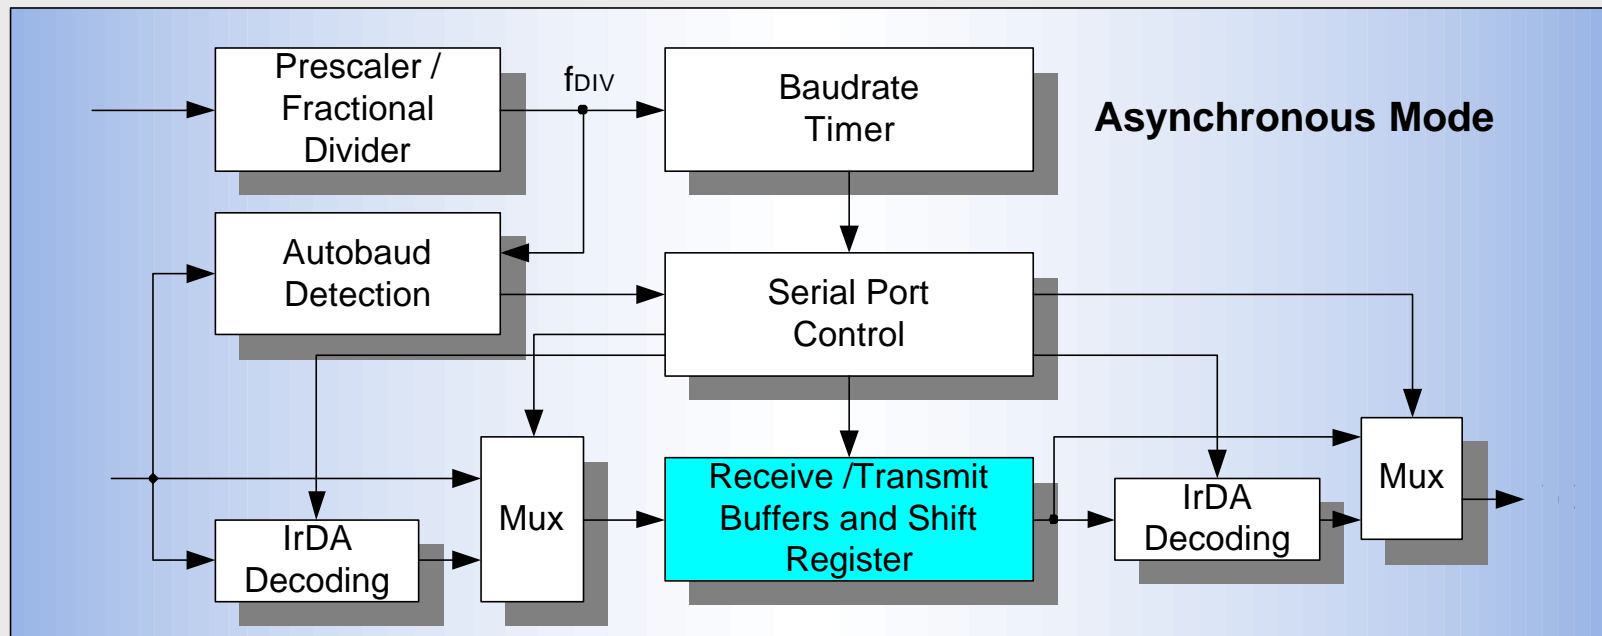 Prescaler /
Fractional
Divider
fDIV
Baudrate
Timer
Asynchronous Mode
Autobaud
Detection
Serial Port
Control
Mux
Receive /Transmit
Buffers and Shift
Register
IrDA
Decoding
IrDA
Decoding
Mux